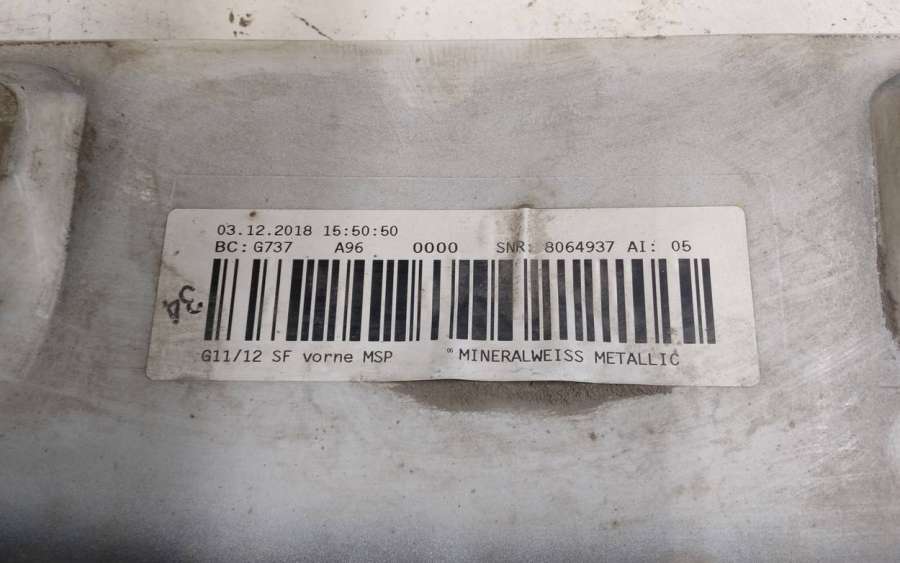 03.12.2018 15:50:50
BC: G737 A96 0000 SNR: 8064937 AI: 05
34
G11/12 SF vorne MSP MINERALWEISS METALLIC